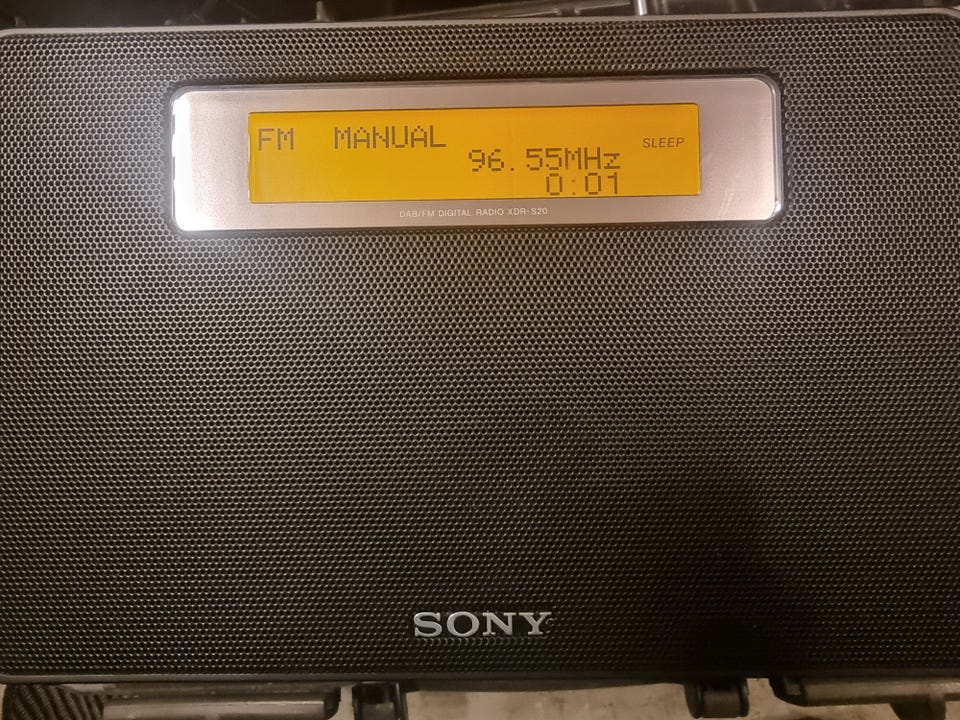 FM MANUAL
SLEEP
96.55MHz
0:01
DAB/FM DIGITAL RADIO XDR-S20
SONY